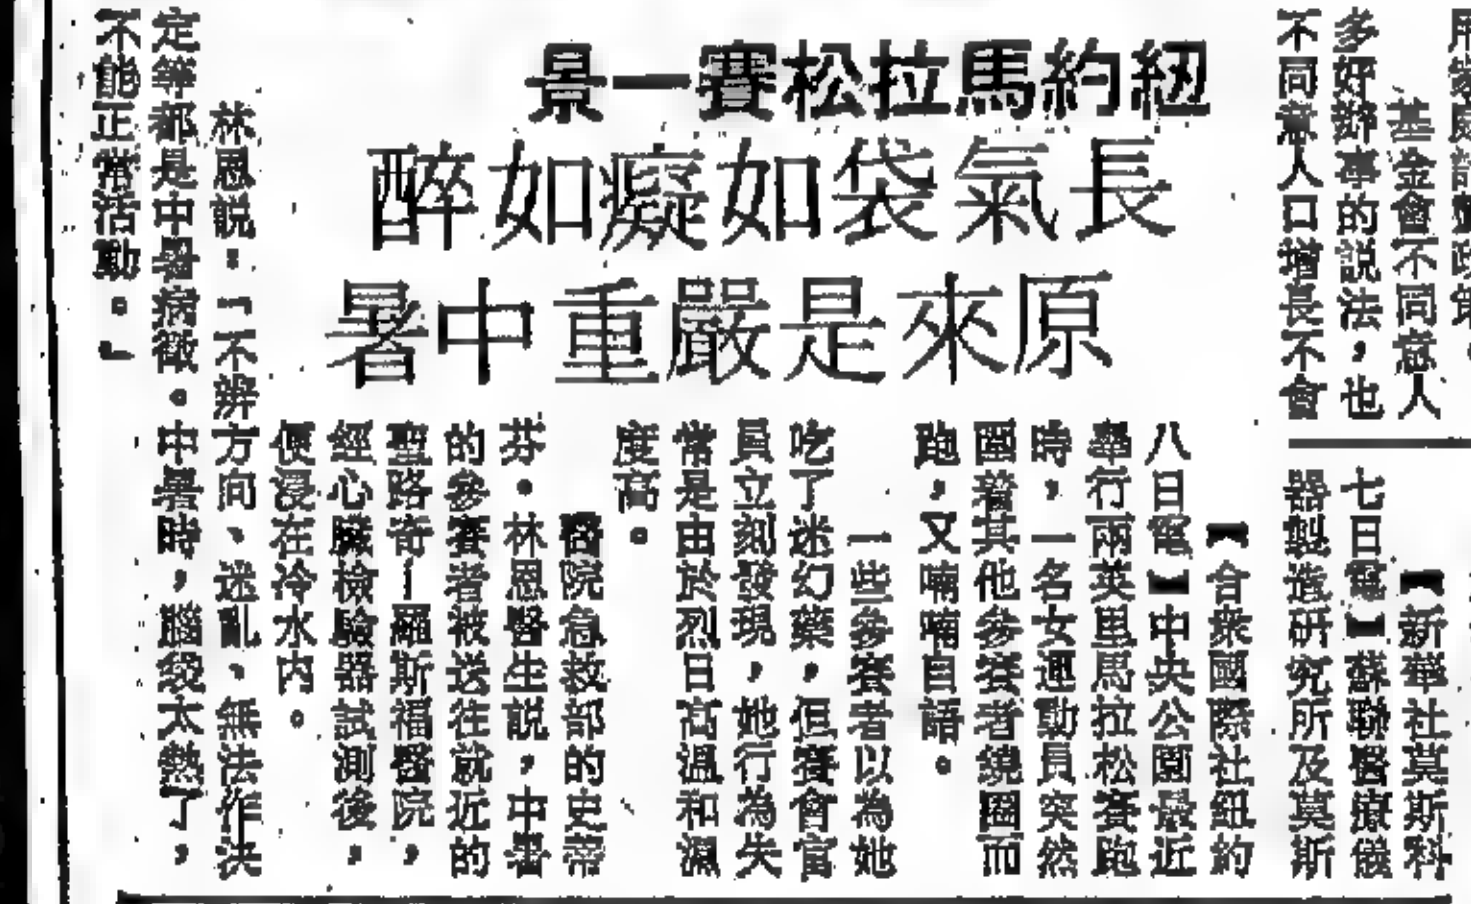 基金會不同意人
多好辦事的説法，也
不同意人口增長不會
【新華社莫斯科
七日電】蘇聯醫療儀
器製造研究所及莫斯
紐約馬拉松賽一景
長氣袋如癡如醉
原來是嚴重中暑
【合衆國際社紐約
八日電】中央公園最近
舉行兩英里馬拉松賽跑
時，一名女運動員突然
圍着其他參賽者繞圈而
跑，又喃喃自語。
一些參賽者以為她
吃了迷幻藥，但賽會官
員立刻發現，她行為失
常是由於烈日高溫和濕
度高。
醫院急救部的史蒂
芬・林恩醫生説，中暑
的參賽者被送往就近的
聖路奇—羅斯福醫院，
經心臟檢驗器試測後，
便浸在冷水内。
林恩説：「不辨方向、迷亂、無法作決
定等都是中暑病徵。中暑時，腦袋太熱了，
不能正常活動。」